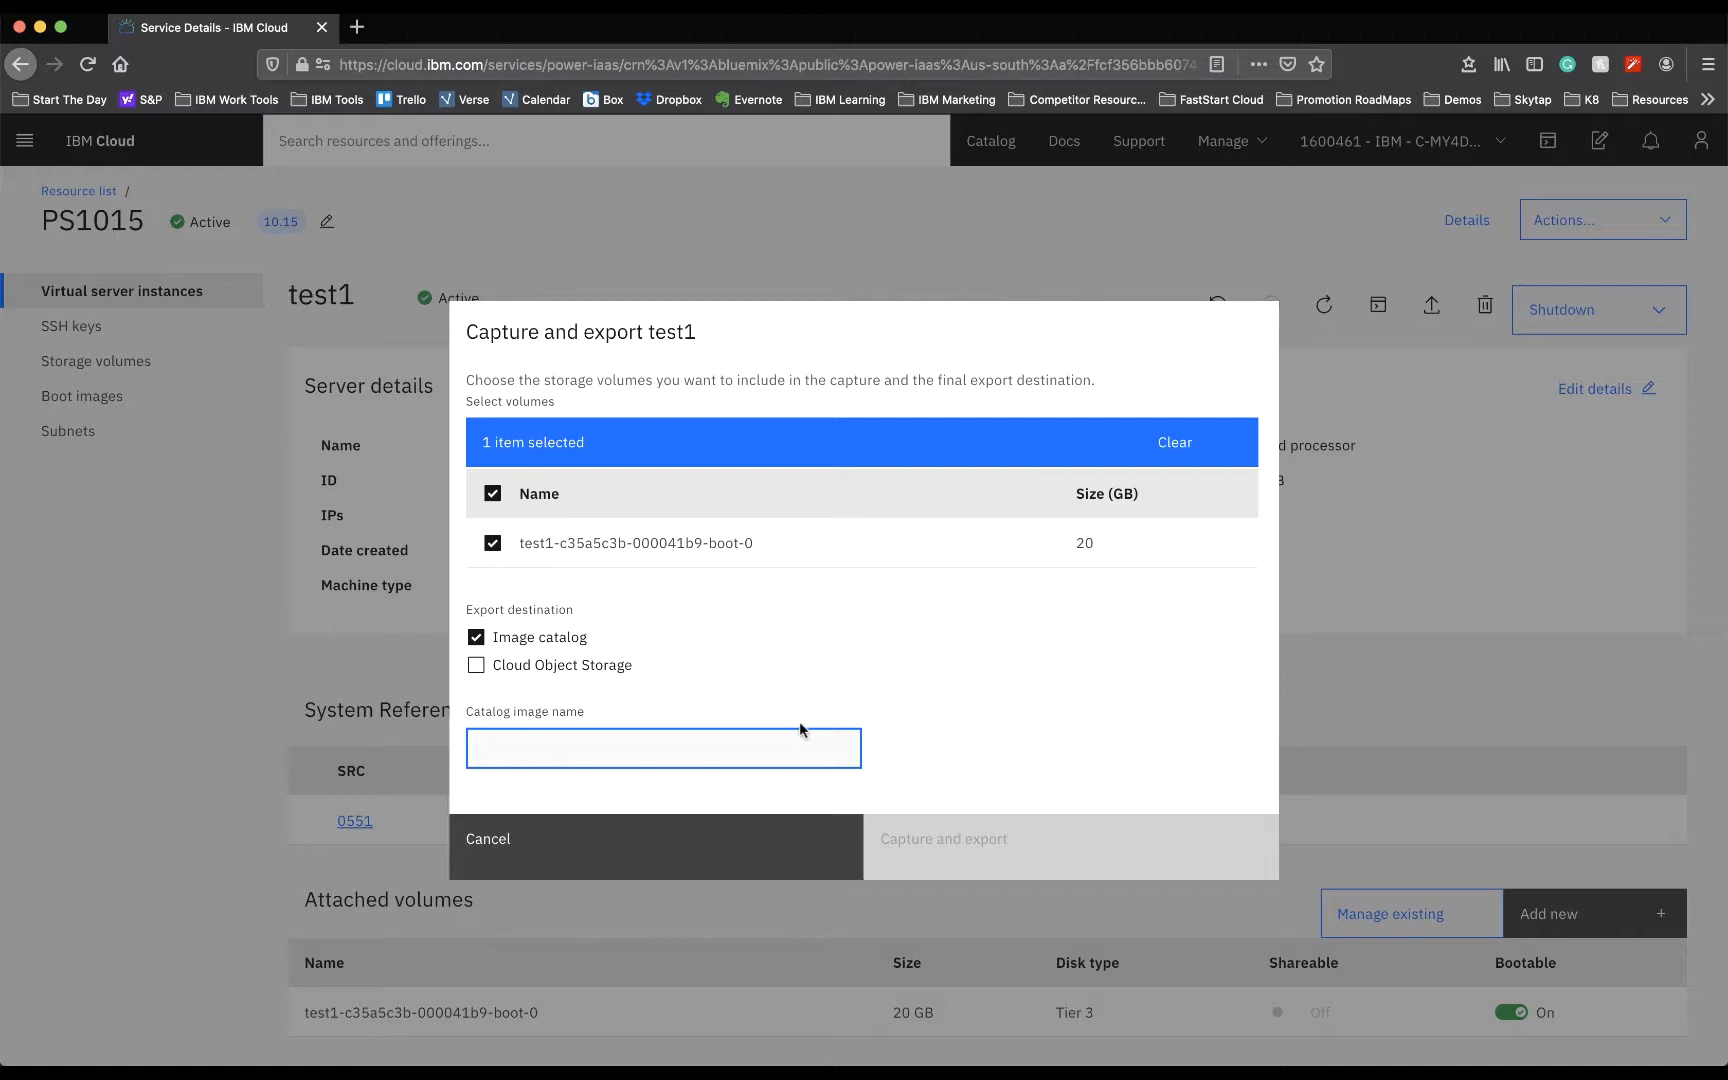 Service Details - IBM Cloud
https://cloud.ibm.com/services/power-iaas/crn%3Av1%3Abluemix%3Apublic%3Apower-iaas%3Aus-south%3Aa%2Ffcf356bbb6074
Start The Day S&P IBM Work Tools IBM Tools Trello Verse Calendar Box Dropbox Evernote IBM Learning IBM Marketing Competitor Resourc... FastStart Cloud Promotion RoadMaps Demos Skytap K8 Resources
IBM Cloud Search resources and offerings... Catalog Docs Support Manage 1600461 - IBM - C-MY4D...
Resource list /
PS1015 Active 10.15 Details Actions...
Virtual server instances
SSH keys
Storage volumes
Boot images
Subnets
test1 Active Shutdown
Server details Edit details
Name d processor
ID
IPs
Date created
Machine type
Capture and export test1
Choose the storage volumes you want to include in the capture and the final export destination.
Select volumes
1 item selected Clear
Name Size (GB)
test1-c35a5c3b-000041b9-boot-0 20
Export destination
Image catalog
Cloud Object Storage
Catalog image name
Cancel Capture and export
System Referen
SRC
0551
Attached volumes Manage existing Add new +
Name Size Disk type Shareable Bootable
test1-c35a5c3b-000041b9-boot-0 20 GB Tier 3 Off On